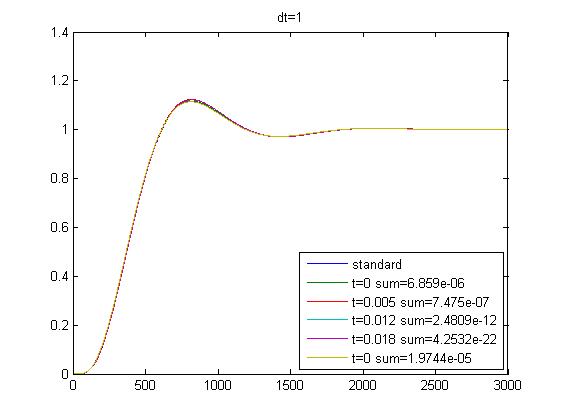 dt=1
1.4
1.2
1
0.8
0.6
0.4
0.2
0
0 500 1000 1500 2000 2500 3000
standard
t=0 sum=6.859e-06
t=0.005 sum=7.475e-07
t=0.012 sum=2.4809e-12
t=0.018 sum=4.2532e-22
t=0 sum=1.9744e-05